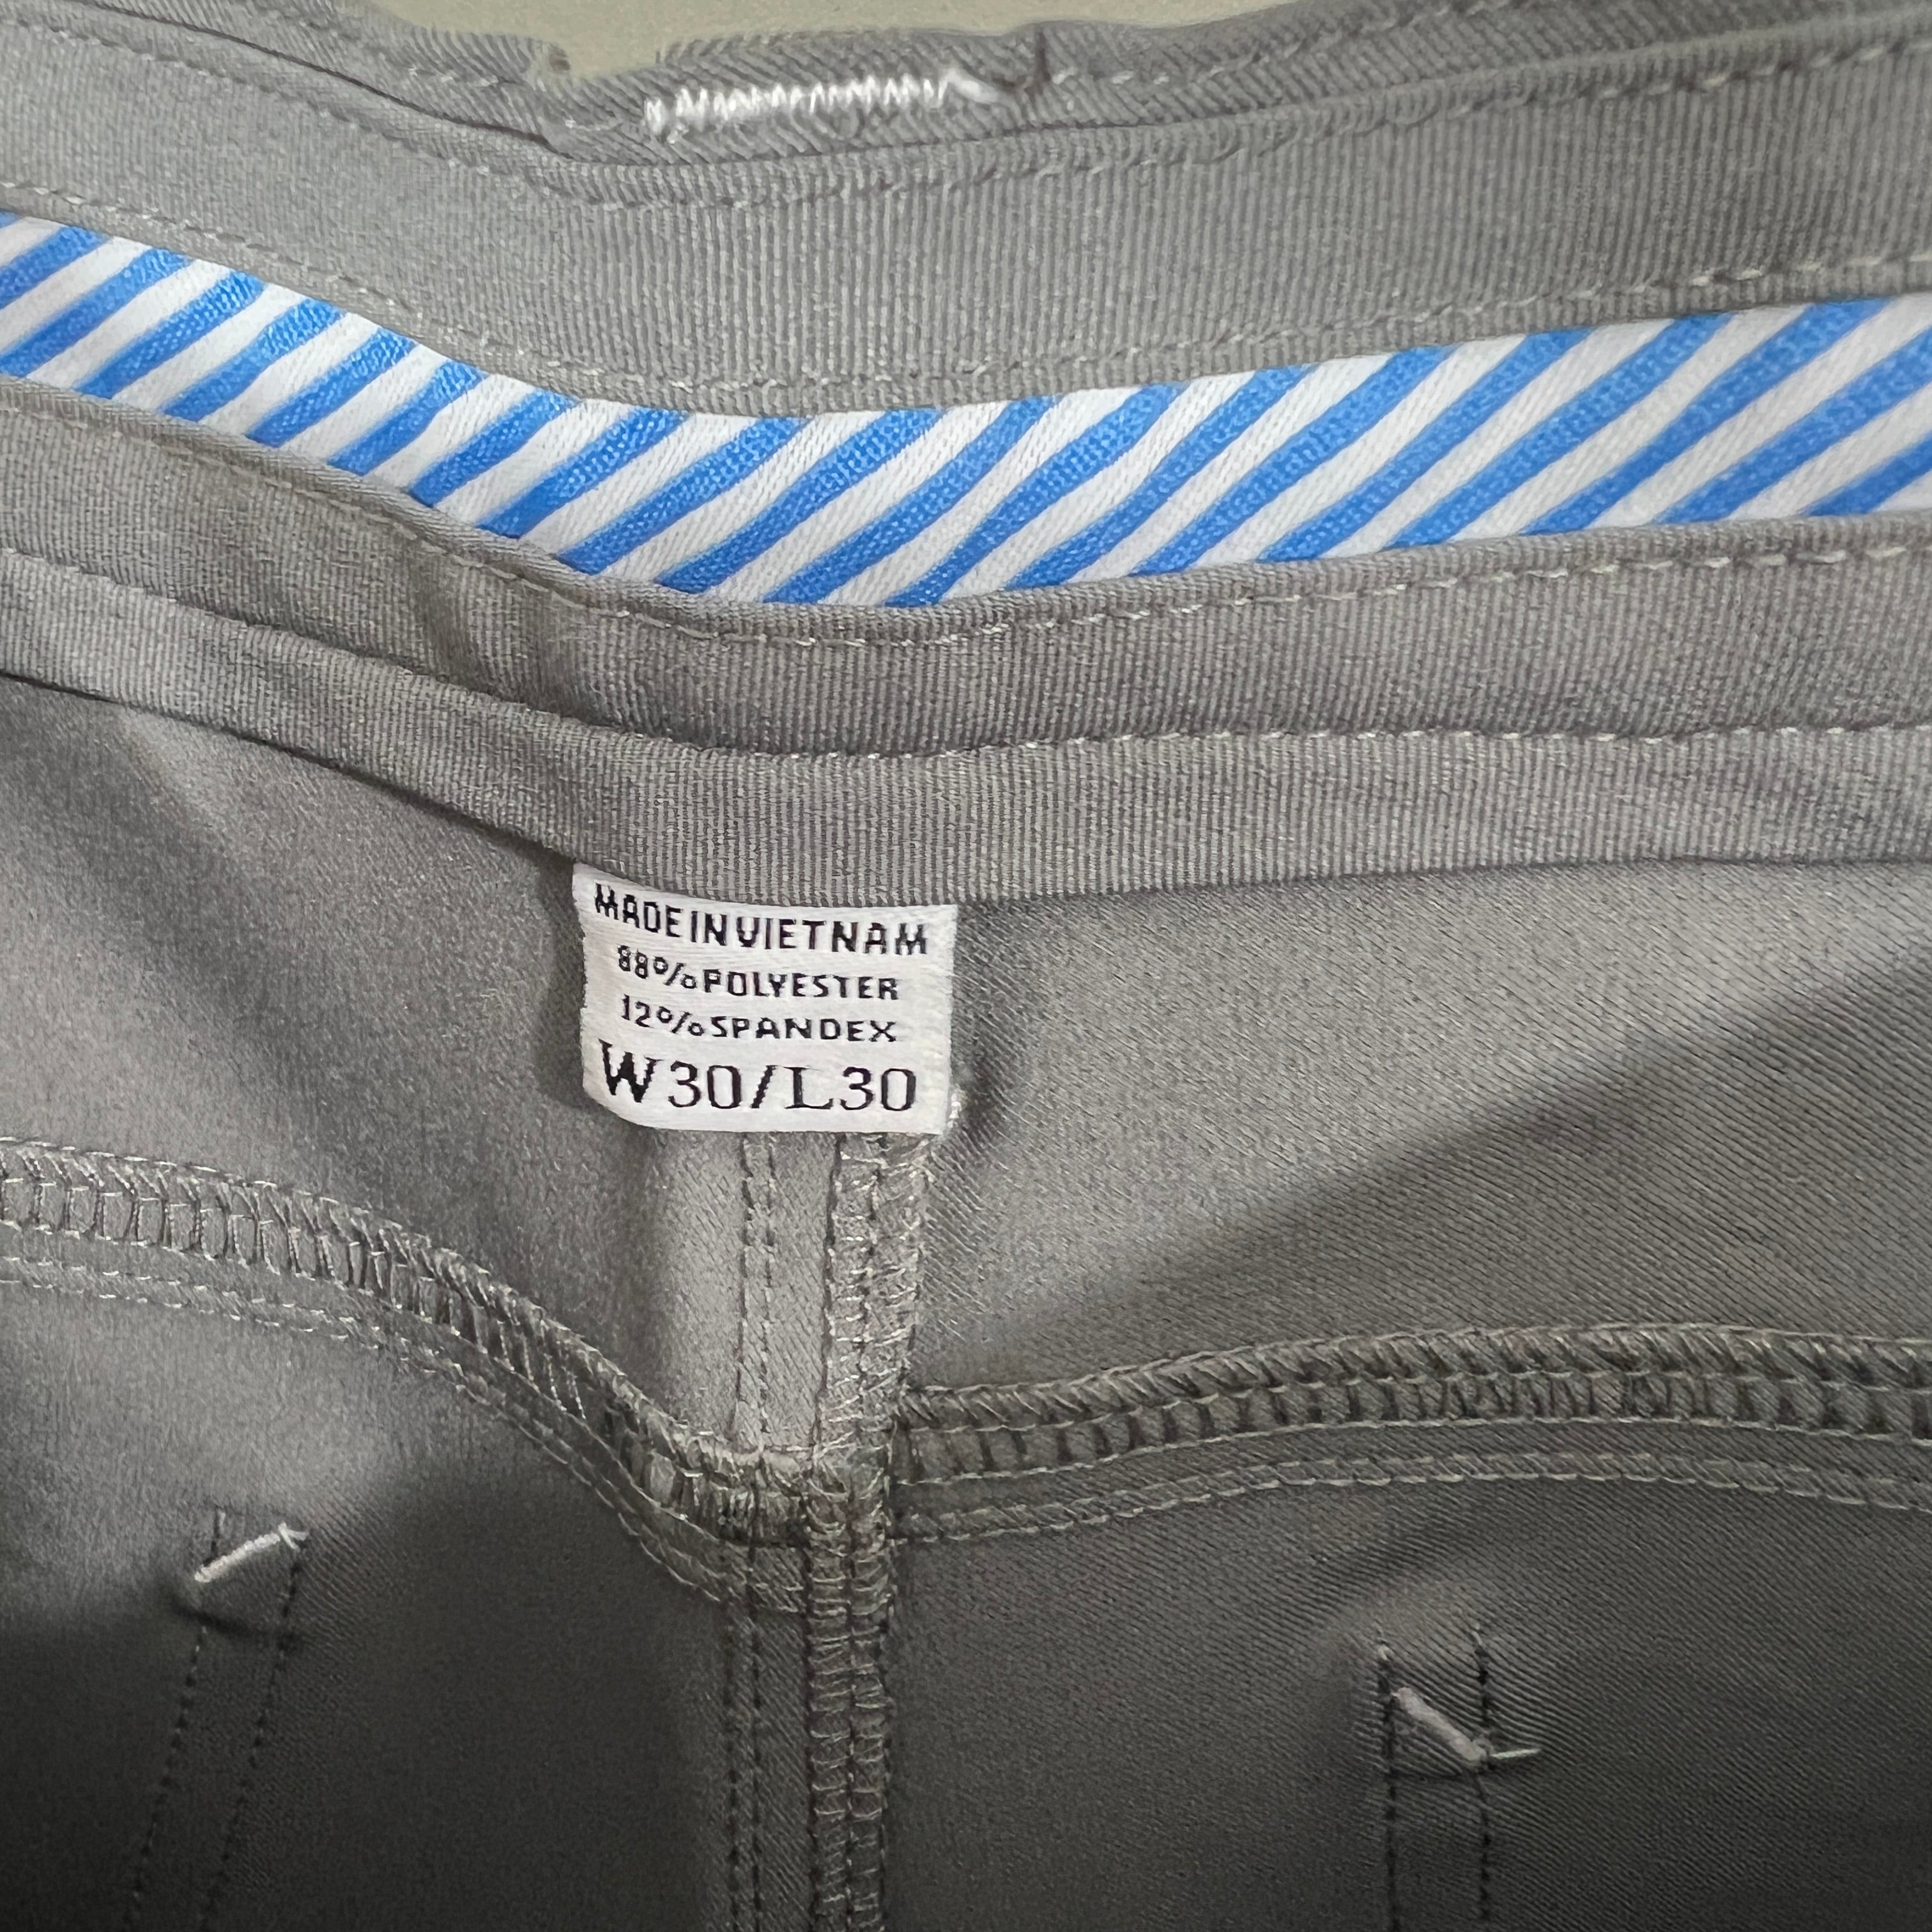 MADE IN VIETNAM
88% POLYESTER
12% SPANDEX
W30/L30